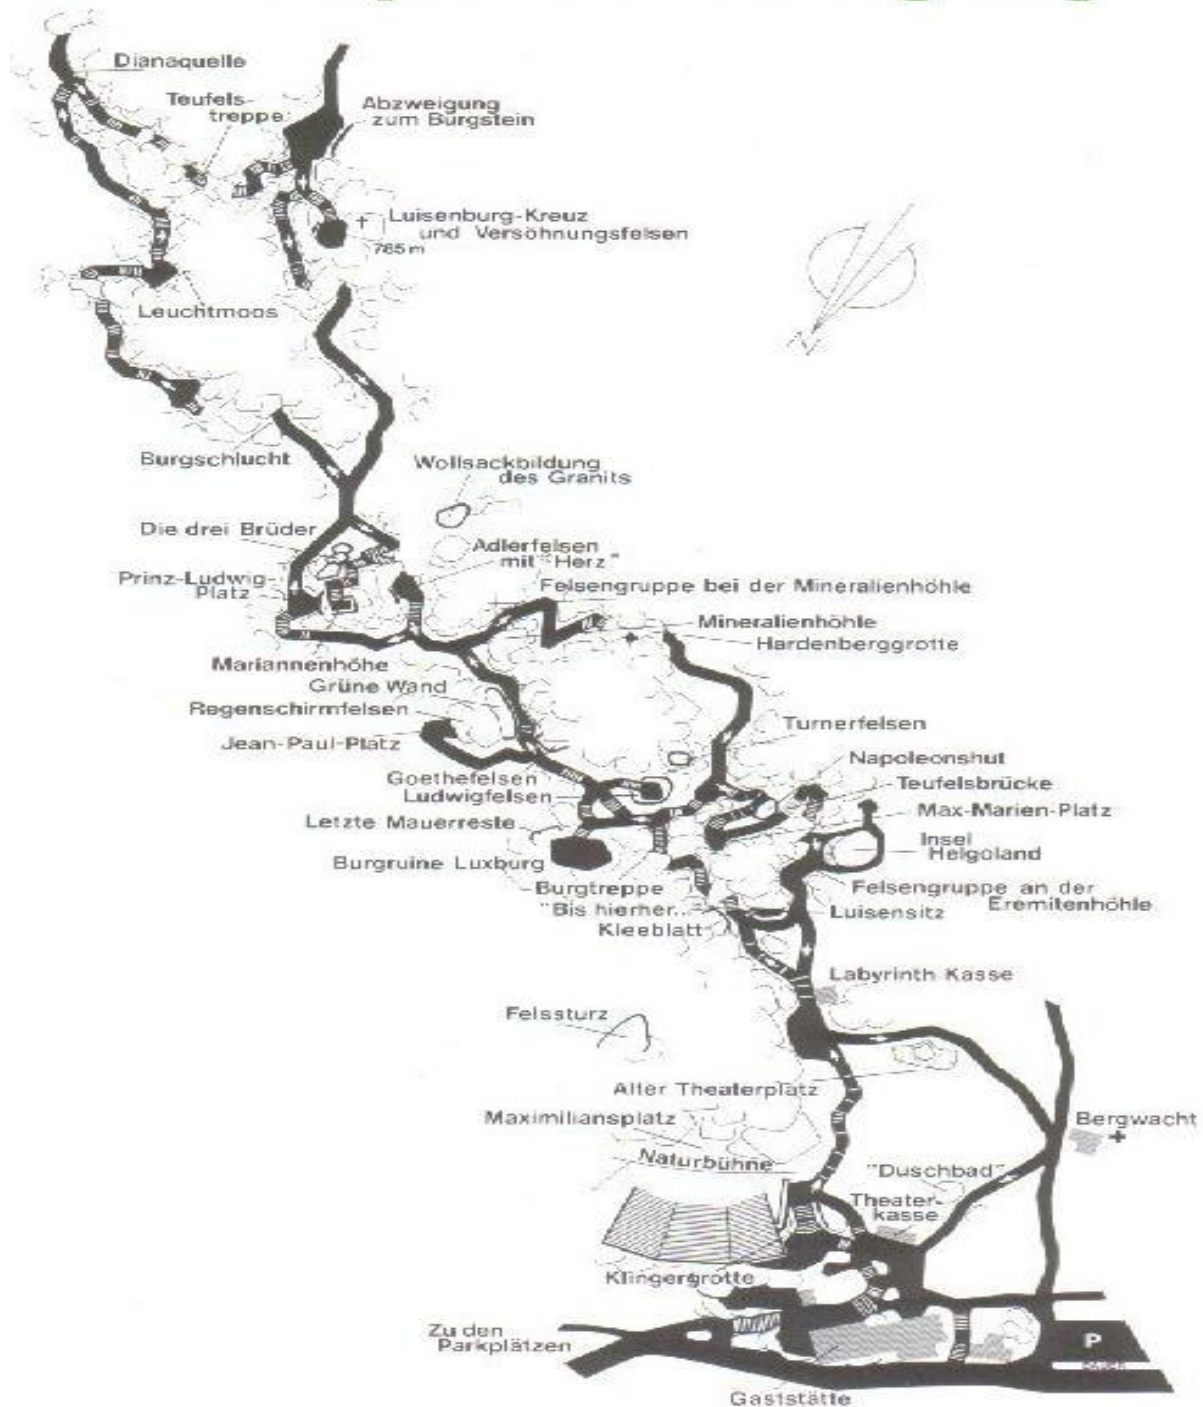 Dianaquelle
Teufels-
treppe
Abzweigung
zum Burgstein
Luisenburg-Kreuz
und Versöhnungsfelsen
785m
Leuchtmoos
N
Burgschlucht
Wollsackbildung
des Granits
Die drei Brüder
Adlerfelsen
mit "Herz"
Prinz-Ludwig-
Platz
Felsengruppe bei der Mineralienhöhle
Mineralienhöhle
Hardenberggrotte
Mariannenhöhe
Grüne Wand
Regenschirmfelsen
Jean-Paul-Platz
Turnerfelsen
Napoleonshut
Goethefelsen
Teufelsbrücke
Ludwigfelsen
Max-Marien-Platz
Letzte Mauerreste
Insel
Helgoland
Burgruine Luxburg
Burgtreppe
Felsengruppe an der
Eremitenhöhle
"Bis hierher..."
Luisensitz
Kleeblatt
Labyrinth Kasse
Felssturz
Alter Theaterplatz
Maximiliansplatz
Bergwacht
Naturbühne
"Duschbad"
Theater-
kasse
Klingergrotte
Zu den
Parkplätzen
P
Gaststätte